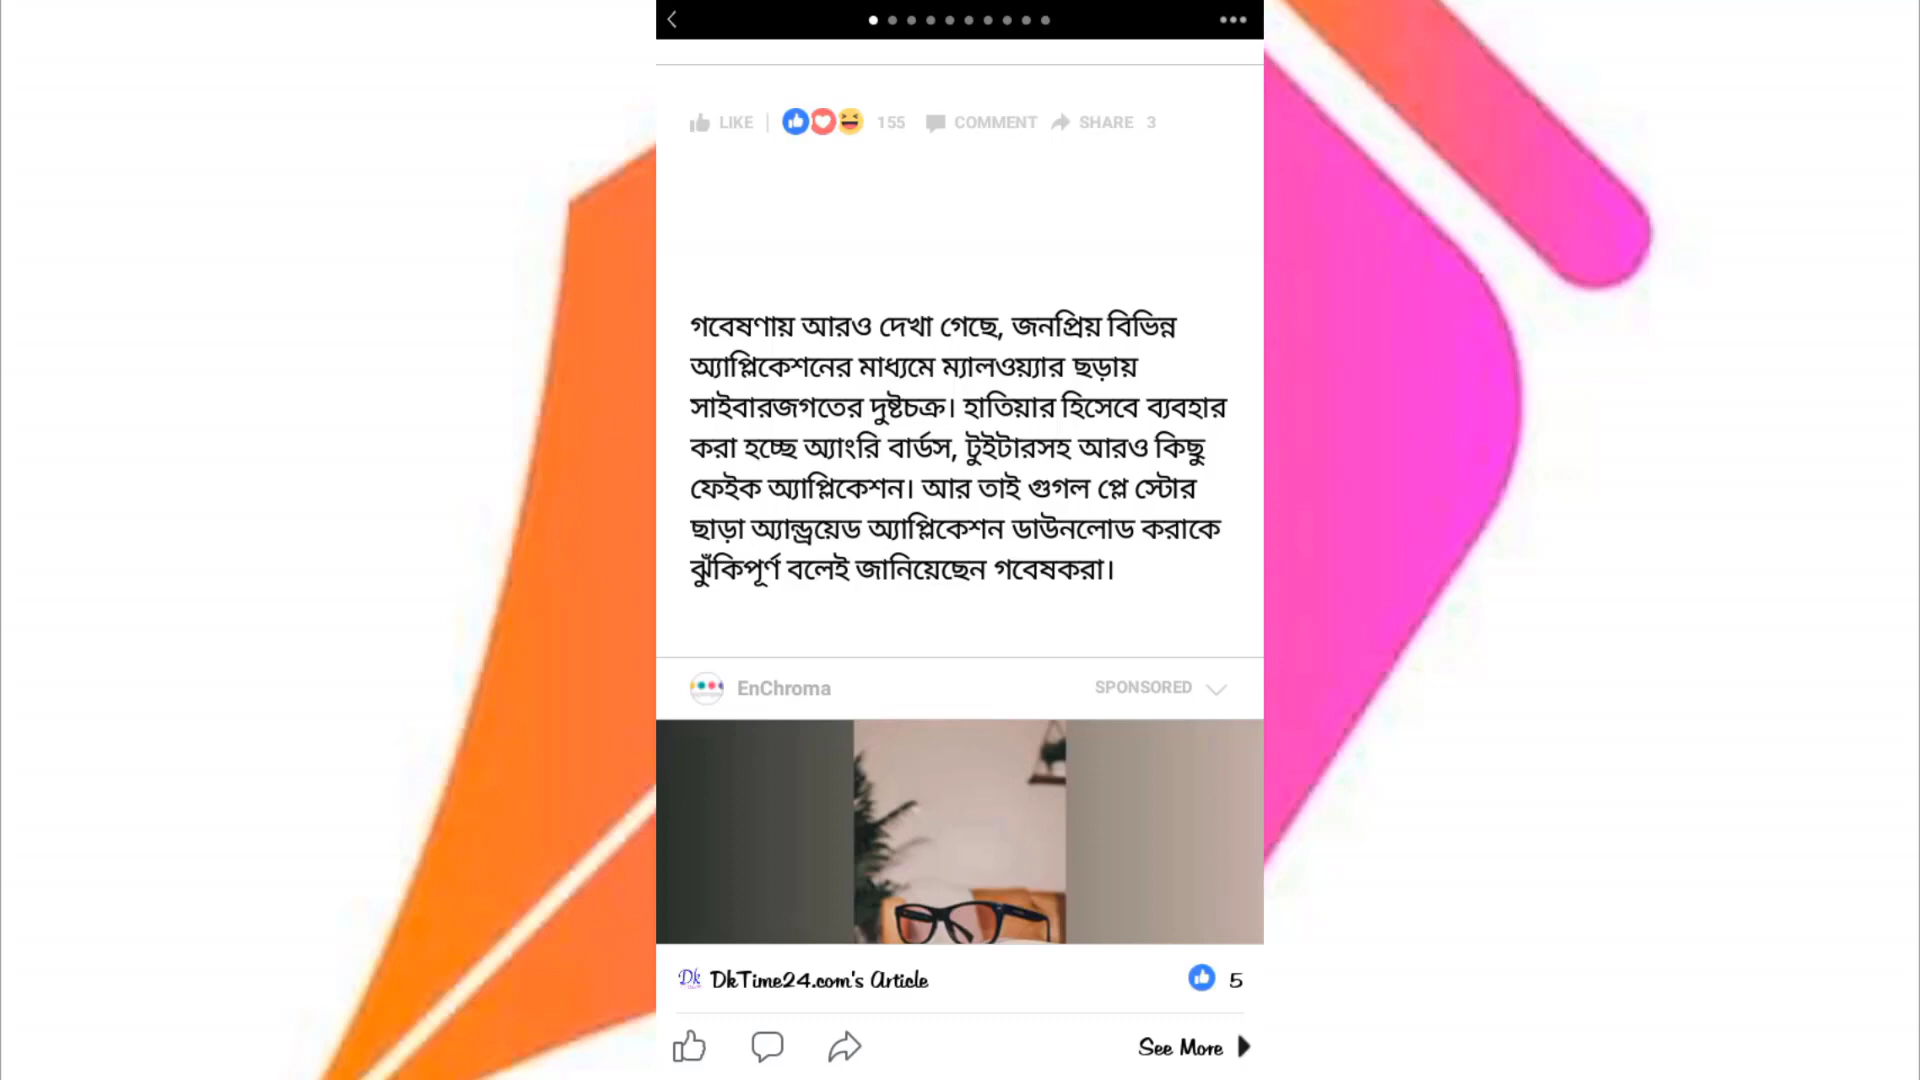 LIKE | 155 COMMENT SHARE 3
গবেষণায় আরও দেখা গেছে, জনপ্রিয় বিভিন্ন
অ্যাপ্লিকেশনের মাধ্যমে ম্যালওয়্যার ছড়ায়
সাইবারজগতের দুষ্টচক্র। হাতিয়ার হিসেবে ব্যবহার
করা হচ্ছে অ্যাংরি বার্ডস, টুইটারসহ আরও কিছু
ফেইক অ্যাপ্লিকেশন। আর তাই গুগল প্লে স্টোর
ছাড়া অ্যান্ড্রয়েড অ্যাপ্লিকেশন ডাউনলোড করাকে
ঝুঁকিপূর্ণ বলেই জানিয়েছেন গবেষকরা।
EnChroma SPONSORED
Dk DkTime24.com's Article 5
See More